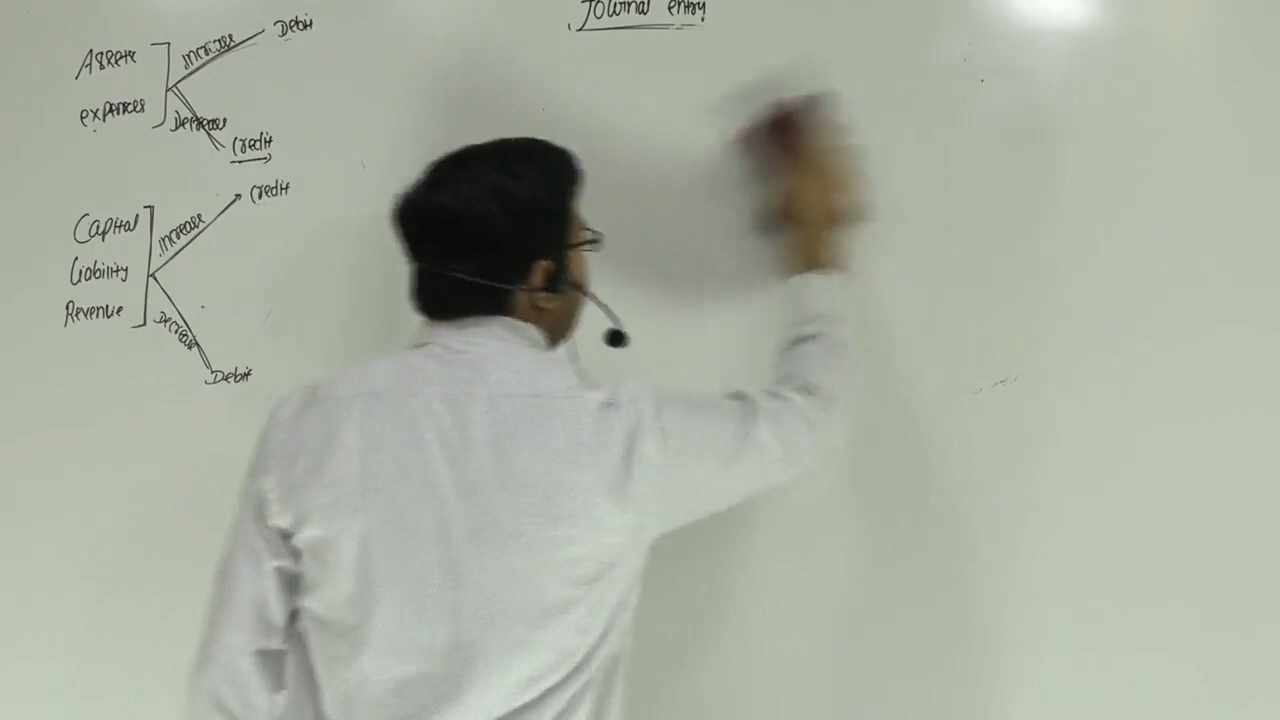 Journal entry
Assets
increase
Debit
expences
Decrease
Credit
Capital
increase
Credit
liability
Revenue
Decrease
Debit